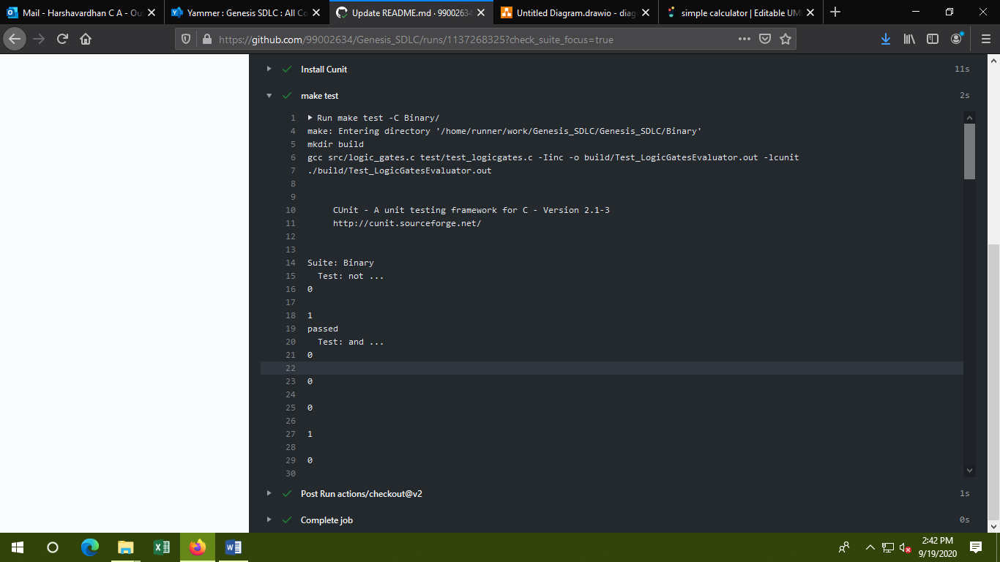 Mail - Harshavardhan C A - Ou
Yammer : Genesis SDLC : All Co
Update README.md · 99002634
Untitled Diagram.drawio - diag
simple calculator | Editable UM
https://github.com/99002634/Genesis_SDLC/runs/1137268325?check_suite_focus=true
Install Cunit 11s
make test 2s
1 Run make test -C Binary/
4 make: Entering directory '/home/runner/work/Genesis_SDLC/Genesis_SDLC/Binary'
5 mkdir build
6 gcc src/logic_gates.c test/test_logicgates.c -Iinc -o build/Test_LogicGatesEvaluator.out -lcunit
7 ./build/Test_LogicGatesEvaluator.out
8
9
10 CUnit - A unit testing framework for C - Version 2.1-3
11 http://cunit.sourceforge.net/
12
13
14 Suite: Binary
15 Test: not ...
16 0
17
18 1
19 passed
20 Test: and ...
21 0
22
23 0
24
25 0
26
27 1
28
29 0
30
Post Run actions/checkout@v2 1s
Complete job 0s
2:42 PM
9/19/2020